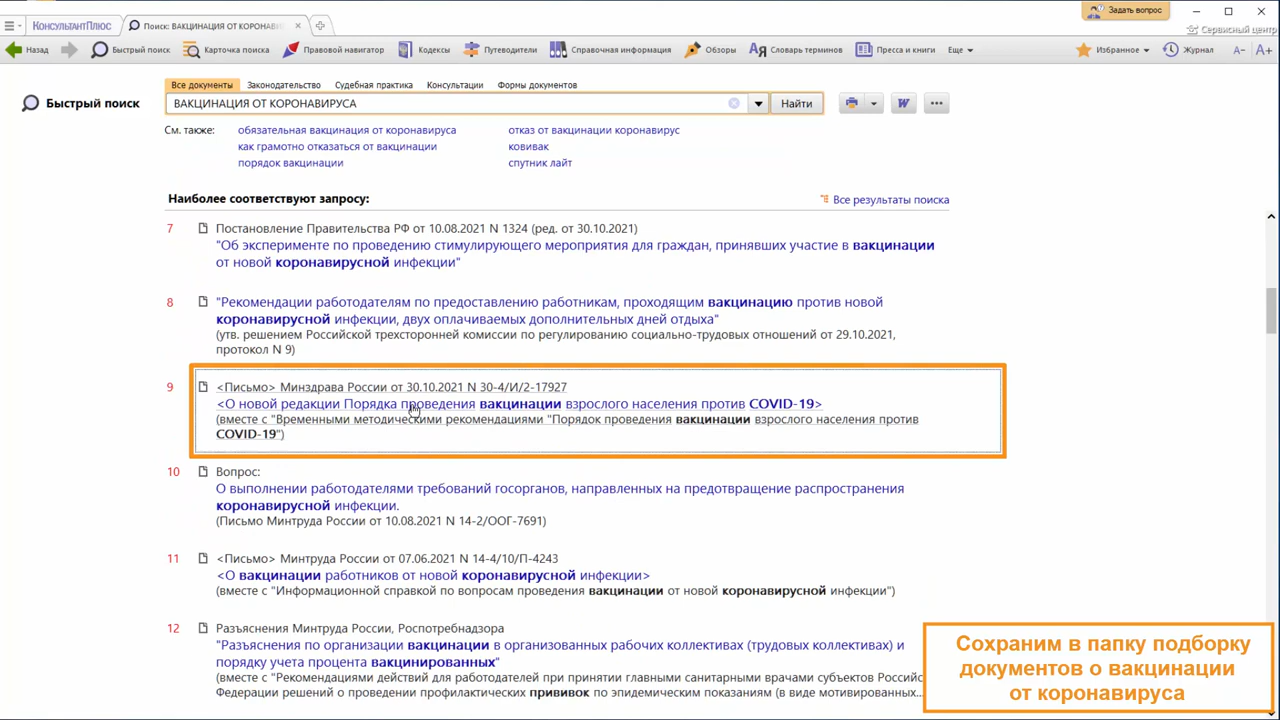 Задать вопрос
КонсультантПлюс
Поиск: ВАКЦИНАЦИЯ ОТ КОРОНАВИ
Сервисный центр
Назад
Быстрый поиск
Карточка поиска
Правовой навигатор
Кодексы
Путеводители
Справочная информация
Обзоры
Словарь терминов
Пресса и книги
Еще
Избранное
Журнал
A−
A+
Все документы
Законодательство
Судебная практика
Консультации
Формы документов
Быстрый поиск
ВАКЦИНАЦИЯ ОТ КОРОНАВИРУСА
Найти
W
См. также:
обязательная вакцинация от коронавируса
отказ от вакцинации коронавирус
как грамотно отказаться от вакцинации
ковивак
порядок вакцинации
спутник лайт
Наиболее соответствуют запросу:
Все результаты поиска
7 Постановление Правительства РФ от 10.08.2021 N 1324 (ред. от 30.10.2021)
"Об эксперименте по проведению стимулирующего мероприятия для граждан, принявших участие в вакцинации
от новой коронавирусной инфекции"
8 "Рекомендации работодателям по предоставлению работникам, проходящим вакцинацию против новой
коронавирусной инфекции, двух оплачиваемых дополнительных дней отдыха"
(утв. решением Российской трехсторонней комиссии по регулированию социально-трудовых отношений от 29.10.2021,
протокол N 9)
9 <Письмо> Минздрава России от 30.10.2021 N 30-4/И/2-17927
<О новой редакции Порядка проведения вакцинации взрослого населения против COVID-19>
(вместе с "Временными методическими рекомендациями "Порядок проведения вакцинации взрослого населения против
COVID-19")
10 Вопрос:
О выполнении работодателями требований госорганов, направленных на предотвращение распространения
коронавирусной инфекции.
(Письмо Минтруда России от 10.08.2021 N 14-2/ООГ-7691)
11 <Письмо> Минтруда России от 07.06.2021 N 14-4/10/П-4243
<О вакцинации работников от новой коронавирусной инфекции>
(вместе с "Информационной справкой по вопросам проведения вакцинации от новой коронавирусной инфекции")
12 Разъяснения Минтруда России, Роспотребнадзора
"Разъяснения по организации вакцинации в организованных рабочих коллективах (трудовых коллективах) и
порядку учета процента вакцинированных"
(вместе с "Рекомендациями действий для работодателей при принятии главными санитарными врачами субъектов Россий
Федерации решений о проведении профилактических прививок по эпидемическим показаниям (в виде мотивированных...
Сохраним в папку подборку
документов о вакцинации
от коронавируса